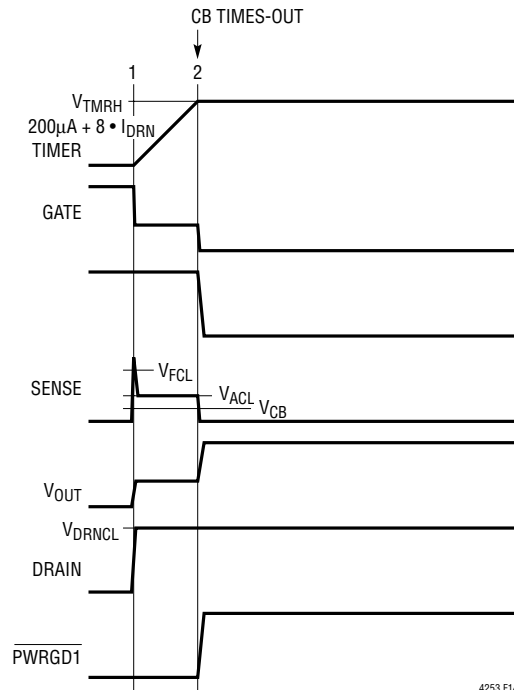 CB TIMES-OUT
1 2
VTMRH
200µA + 8 • IDRN
TIMER
GATE
VFCL
SENSE
VACL
VCB
VOUT
VDRNCL
DRAIN
PWRGD1